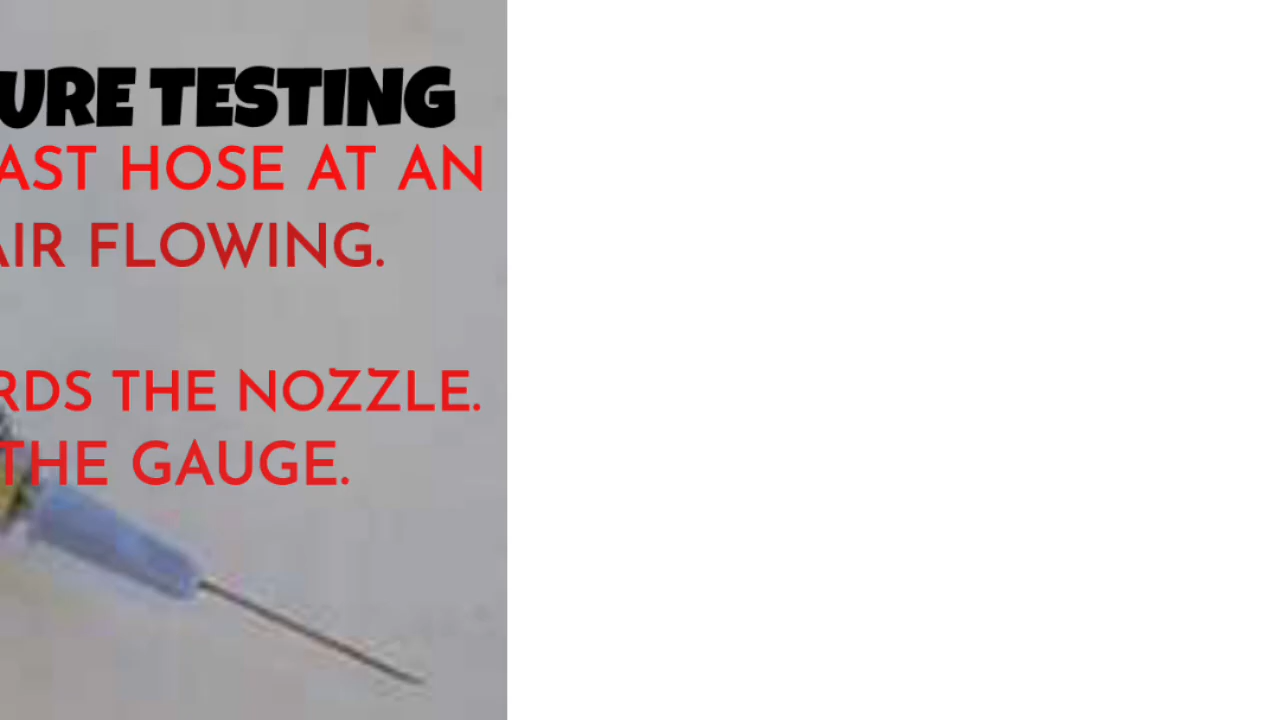 URE TESTING
AST HOSE AT AN
AIR FLOWING.
RDS THE NOZZLE.
THE GAUGE.